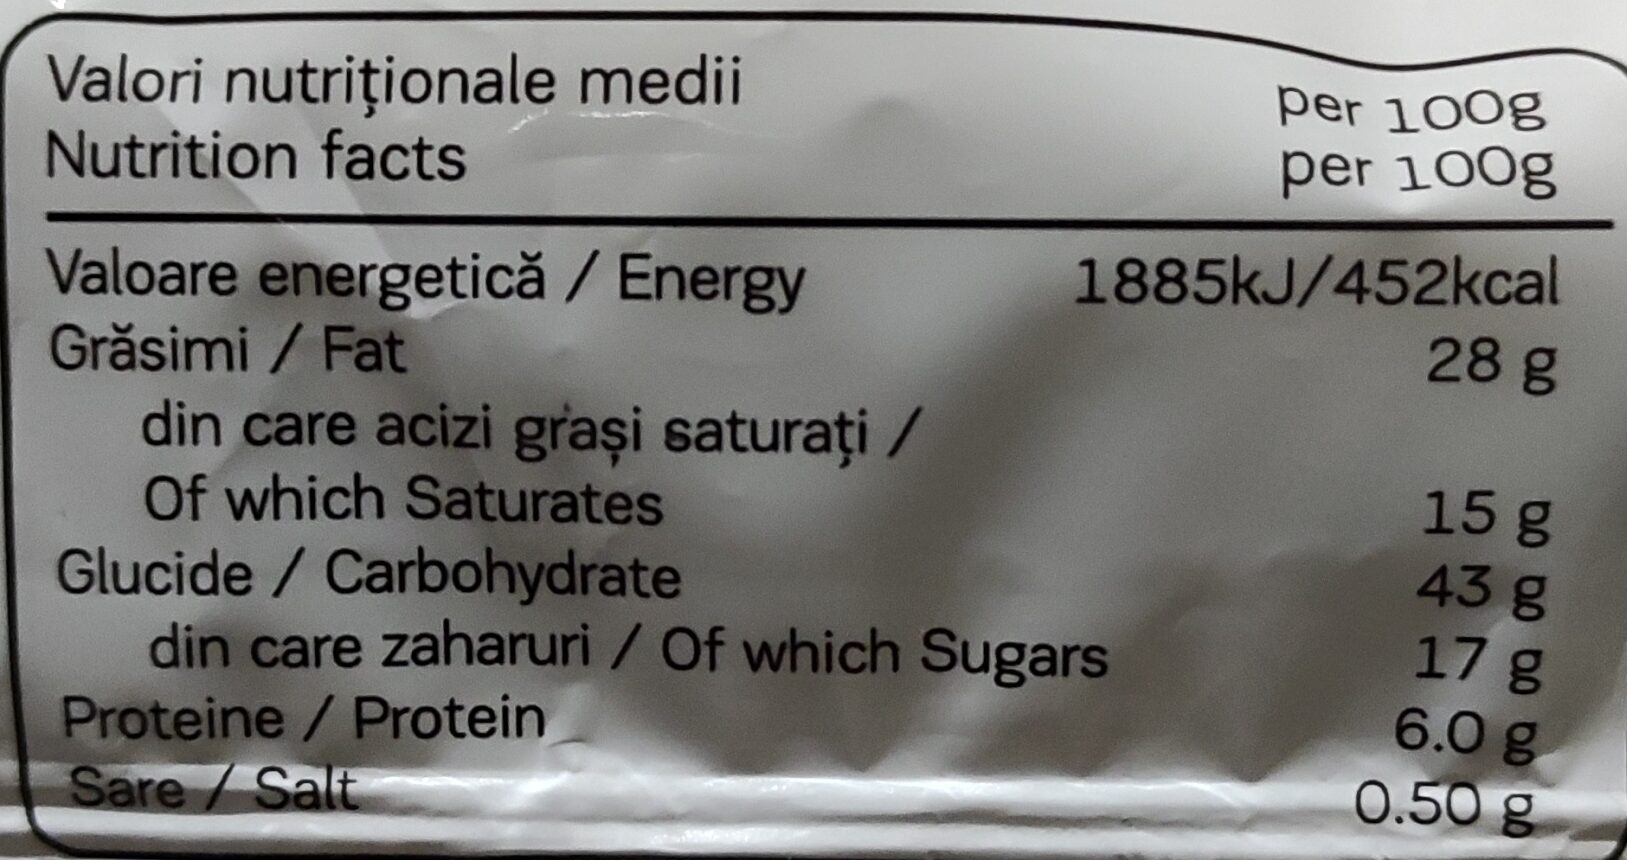 Valori nutriționale medii per 100g
Nutrition facts per 100g
Valoare energetică / Energy 1885kJ/452kcal
Grăsimi / Fat 28 g
din care acizi grași saturați /
Of which Saturates 15 g
Glucide / Carbohydrate 43 g
din care zaharuri / Of which Sugars 17 g
Proteine / Protein 6.0 g
Sare / Salt 0.50 g